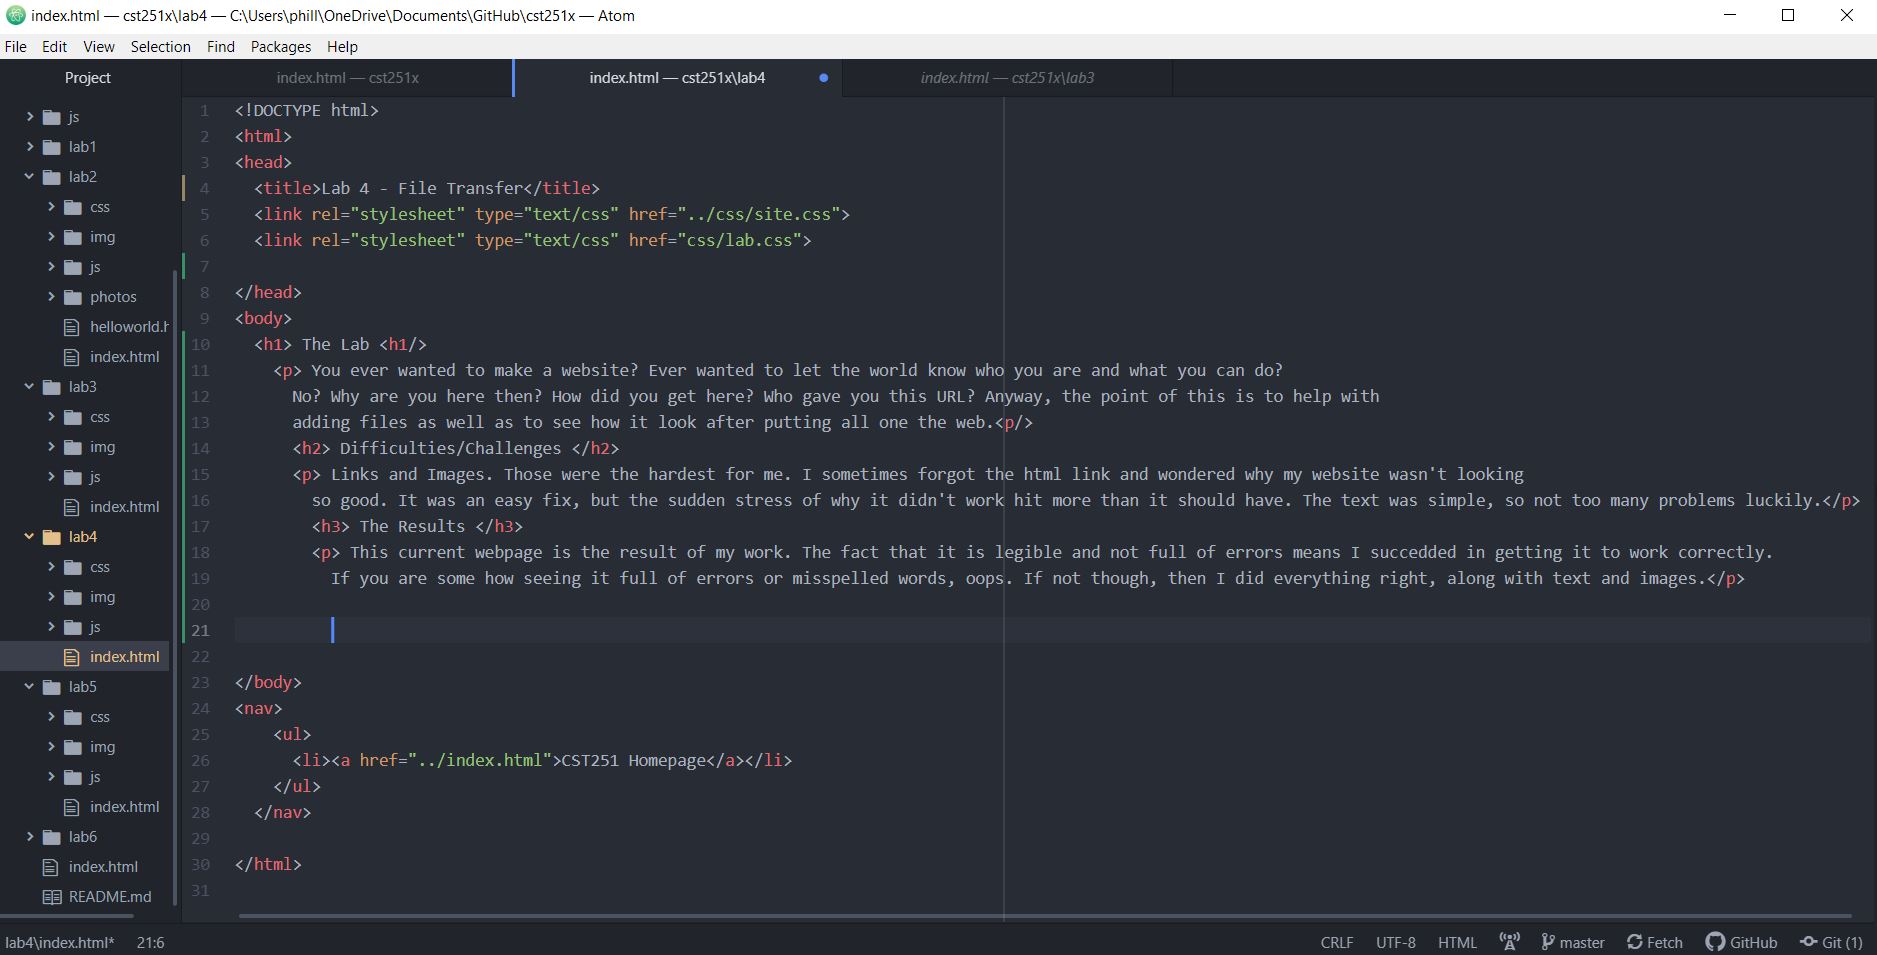 index.html — cst251x\lab4 — C:\Users\phill\OneDrive\Documents\GitHub\cst251x — Atom
File Edit View Selection Find Packages Help
Project
js
lab1
lab2
css
img
js
photos
helloworld.h
index.html
lab3
css
img
js
index.html
lab4
css
img
js
index.html
lab5
css
img
js
index.html
lab6
index.html
README.md
index.html — cst251x
index.html — cst251x\lab4
index.html — cst251x\lab3
1 <!DOCTYPE html>
2 <html>
3 <head>
4 <title>Lab 4 - File Transfer</title>
5 <link rel="stylesheet" type="text/css" href="../css/site.css">
6 <link rel="stylesheet" type="text/css" href="css/lab.css">
7
8 </head>
9 <body>
10 <h1> The Lab <h1/>
11 <p> You ever wanted to make a website? Ever wanted to let the world know who you are and what you can do?
12 No? Why are you here then? How did you get here? Who gave you this URL? Anyway, the point of this is to help with
13 adding files as well as to see how it look after putting all one the web.<p/>
14 <h2> Difficulties/Challenges </h2>
15 <p> Links and Images. Those were the hardest for me. I sometimes forgot the html link and wondered why my website wasn't looking
16 so good. It was an easy fix, but the sudden stress of why it didn't work hit more than it should have. The text was simple, so not too many problems luckily.</p>
17 <h3> The Results </h3>
18 <p> This current webpage is the result of my work. The fact that it is legible and not full of errors means I succedded in getting it to work correctly.
19 If you are some how seeing it full of errors or misspelled words, oops. If not though, then I did everything right, along with text and images.</p>
20
21
22
23 </body>
24 <nav>
25 <ul>
26 <li><a href="../index.html">CST251 Homepage</a></li>
27 </ul>
28 </nav>
29
30 </html>
31
lab4\index.html* 21:6 CRLF UTF-8 HTML master Fetch GitHub Git (1)